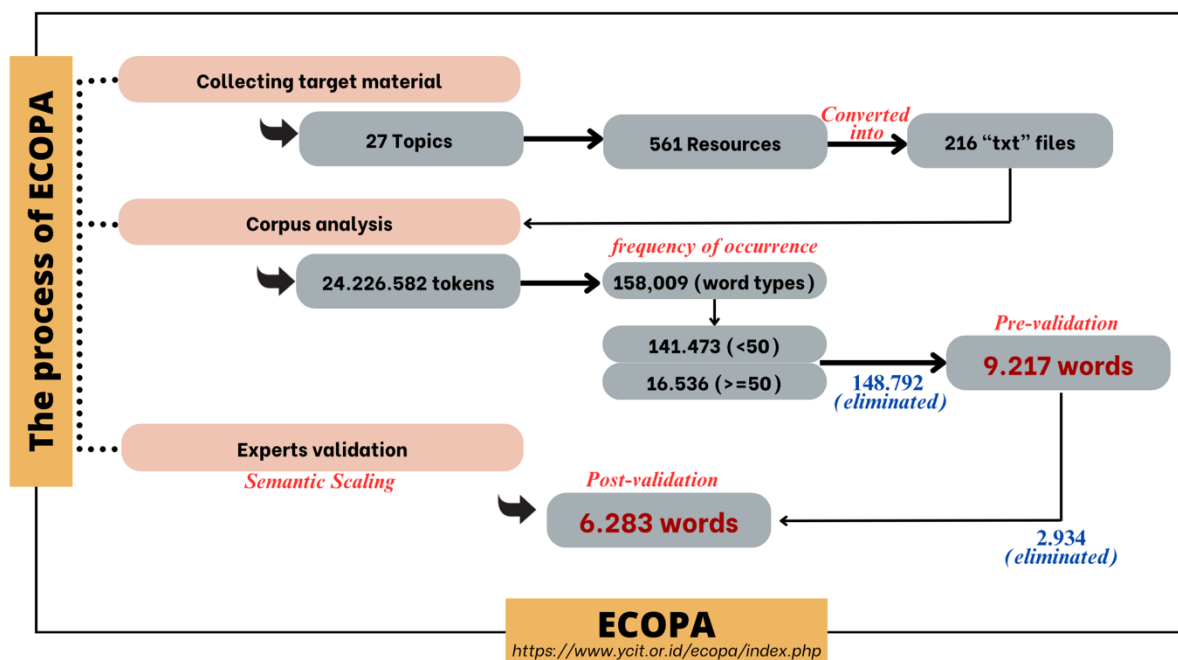 The process of ECOPA
Collecting target material
27 Topics
561 Resources
Converted
into
216 “txt” files
Corpus analysis
24.226.582 tokens
frequency of occurrence
158,009 (word types)
141.473 (<50)
16.536 (>=50)
148.792
(eliminated)
Pre-validation
9.217 words
Experts validation
Semantic Scaling
Post-validation
6.283 words
2.934
(eliminated)
ECOPA
https://www.ycit.or.id/ecopa/index.php